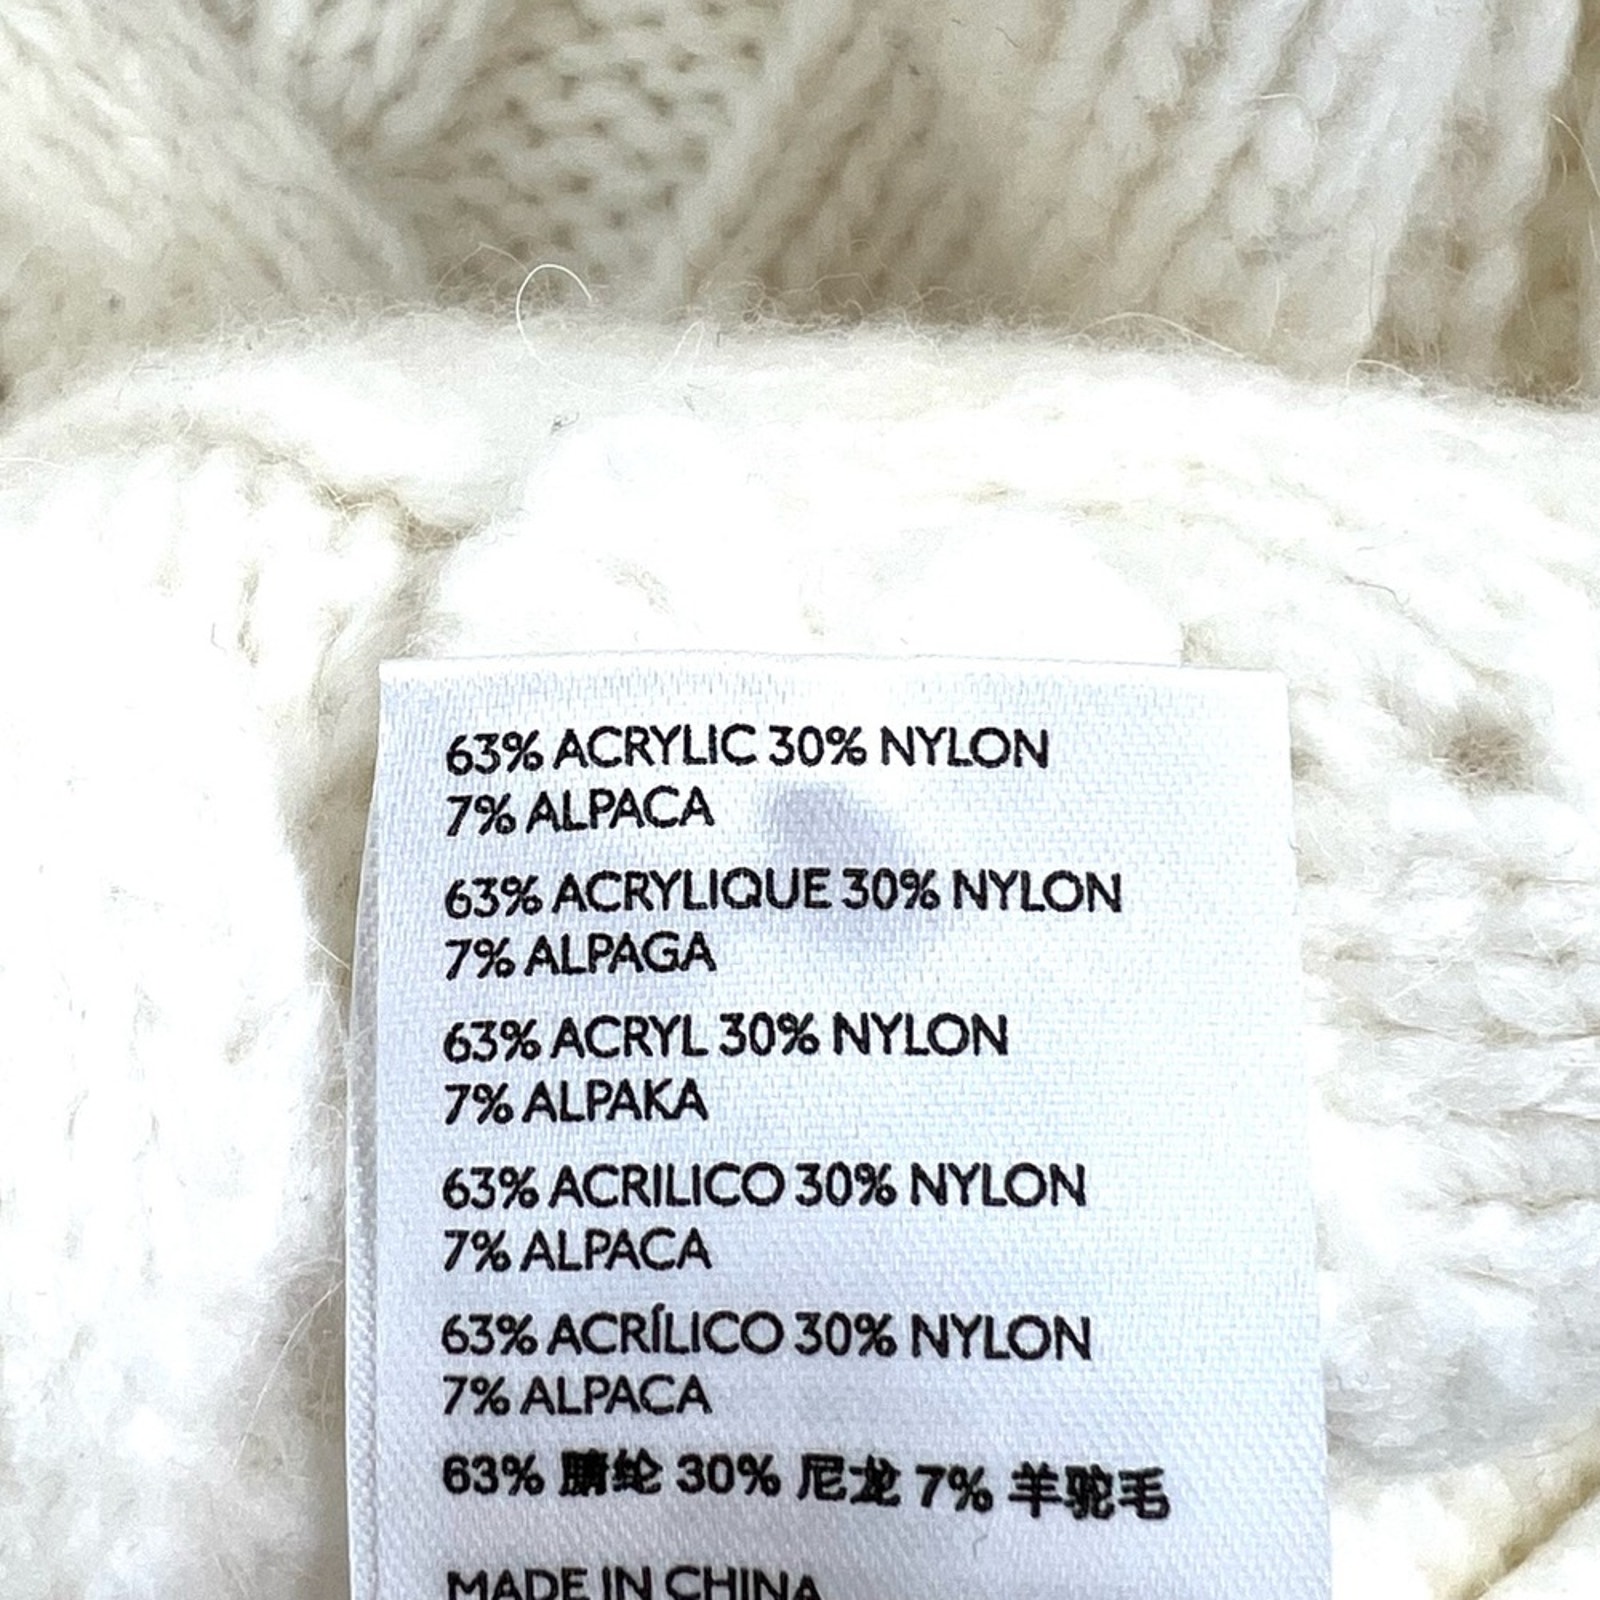 63% ACRYLIC 30% NYLON
7% ALPACA
63% ACRYLIQUE 30% NYLON
7% ALPAGA
63% ACRYL 30% NYLON
7% ALPAKA
63% ACRILICO 30% NYLON
7% ALPACA
63% ACRÍLICO 30% NYLON
7% ALPACA
63% 腈纶 30% 尼龙 7% 羊驼毛
MADE IN CHINA